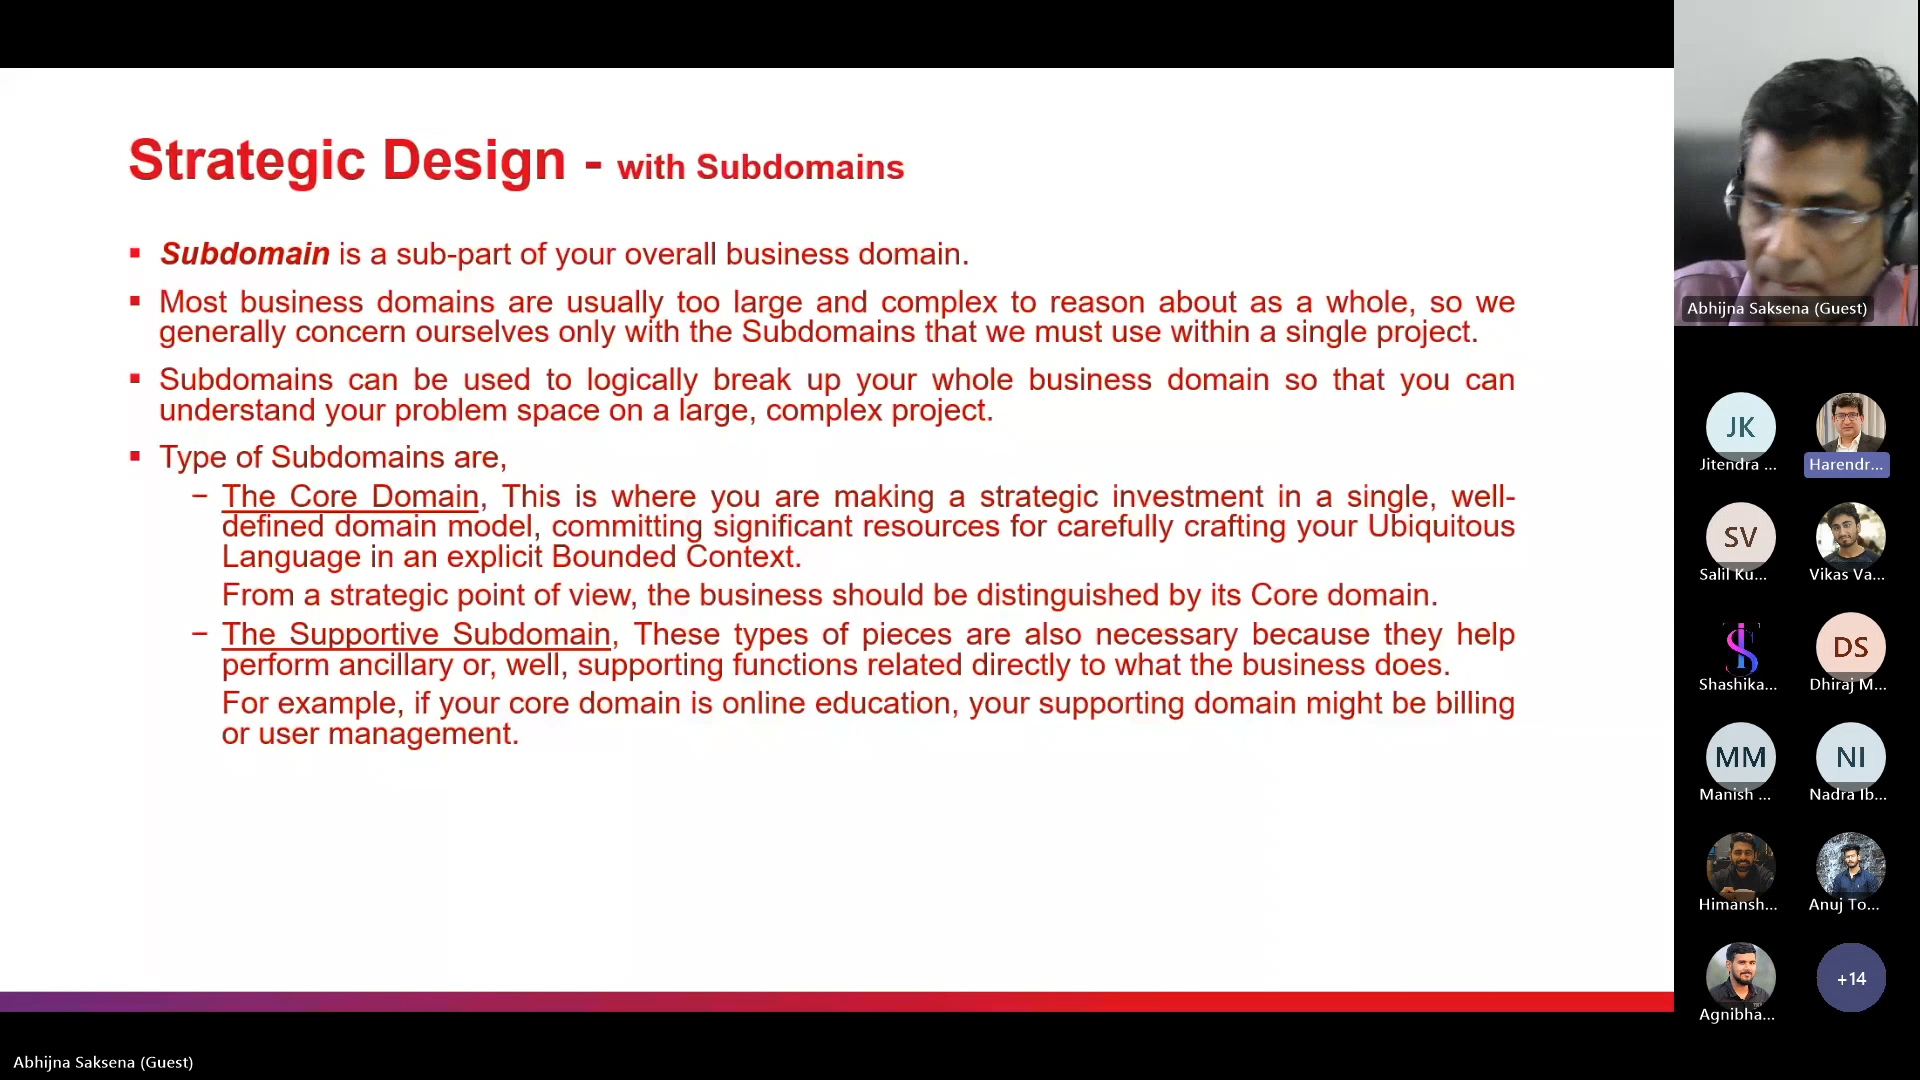 Strategic Design - with Subdomains
▪ Subdomain is a sub-part of your overall business domain.
▪ Most business domains are usually too large and complex to reason about as a whole, so we
generally concern ourselves only with the Subdomains that we must use within a single project.
▪ Subdomains can be used to logically break up your whole business domain so that you can
understand your problem space on a large, complex project.
▪ Type of Subdomains are,
– The Core Domain, This is where you are making a strategic investment in a single, well-
defined domain model, committing significant resources for carefully crafting your Ubiquitous
Language in an explicit Bounded Context.
From a strategic point of view, the business should be distinguished by its Core domain.
– The Supportive Subdomain, These types of pieces are also necessary because they help
perform ancillary or, well, supporting functions related directly to what the business does.
For example, if your core domain is online education, your supporting domain might be billing
or user management.
Abhijna Saksena (Guest)
JK
Jitendra ...
Harendr...
SV
Salil Ku...
Vikas Va...
Shashika...
DS
Dhiraj M...
MM
Manish ...
NI
Nadra Ib...
Himansh...
Anuj To...
Agnibha...
+14
Abhijna Saksena (Guest)